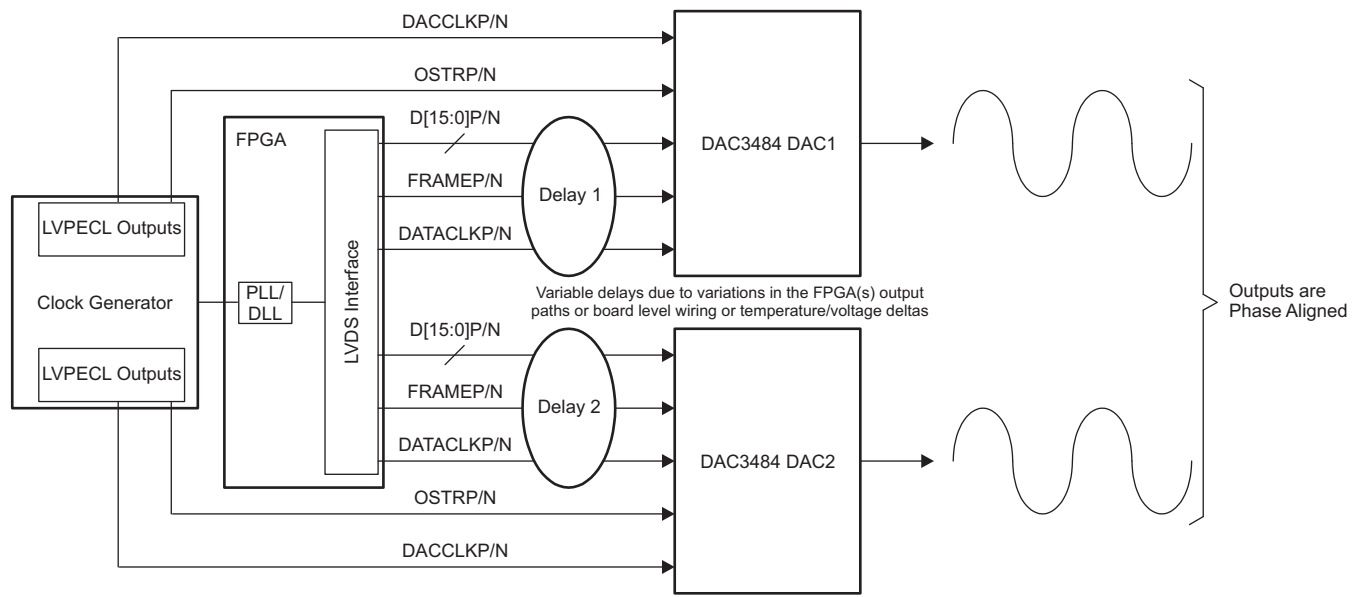 DACCLKP/N
OSTRP/N
D[15:0]P/N
FPGA
DAC3484 DAC1
FRAMEP/N
Delay 1
LVPECL Outputs
DATACLKP/N
LVDS Interface
Clock Generator
PLL/
DLL
Variable delays due to variations in the FPGA(s) output
paths or board level wiring or temperature/voltage deltas
Outputs are
Phase Aligned
D[15:0]P/N
LVPECL Outputs
FRAMEP/N
Delay 2
DATACLKP/N
DAC3484 DAC2
OSTRP/N
DACCLKP/N